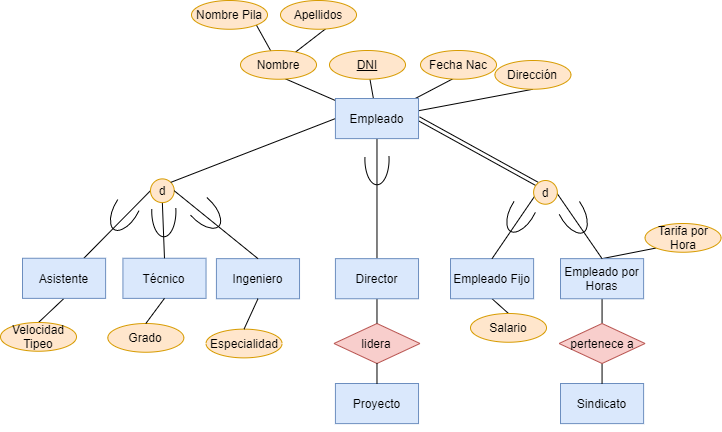 Nombre Pila
Apellidos
Nombre
DNI
Fecha Nac
Dirección
Empleado
d
d
Asistente
Técnico
Ingeniero
Director
Empleado Fijo
Empleado por
Horas
Tarifa por
Hora
Velocidad
Tipeo
Grado
Especialidad
lidera
Salario
pertenece a
Proyecto
Sindicato